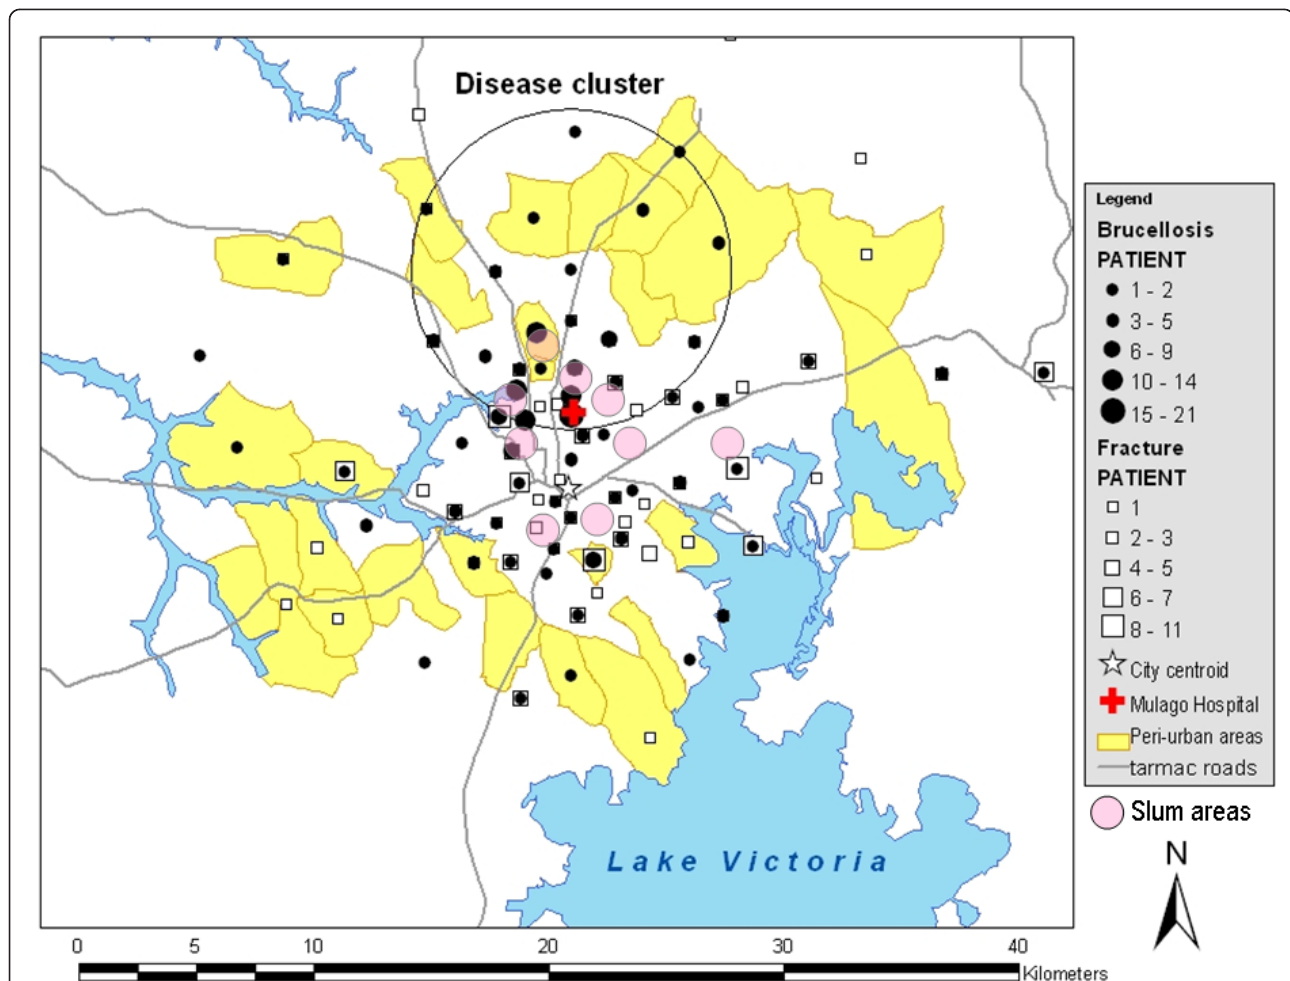 Disease cluster
Lake Victoria
Legend
Brucellosis
PATIENT
1 - 2
3 - 5
6 - 9
10 - 14
15 - 21
Fracture
PATIENT
1
2 - 3
4 - 5
6 - 7
8 - 11
City centroid
Mulago Hospital
Peri-urban areas
tarmac roads
Slum areas
N
0 5 10 20 30 40
Kilometers